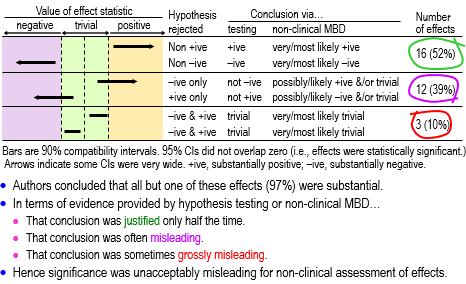 Value of effect statistic
negative trivial positive
Hypothesis rejected
Conclusion via…
testing non-clinical MBD
Number of effects
Non +ive +ive very/most likely +ive
Non –ive –ive very/most likely –ive
16 (52%)
–ive only not –ive possibly/likely +ive &/or trivial
+ive only not +ive possibly/likely –ive &/or trivial
12 (39%)
–ive & +ive trivial very/most likely trivial
–ive & +ive trivial very/most likely trivial
3 (10%)
Bars are 90% compatibility intervals. 95% CIs did not overlap zero (i.e., effects were statistically significant.)
Arrows indicate some CIs were very wide. +ive, substantially positive; –ive, substantially negative.
• Authors concluded that all but one of these effects (97%) were substantial.
• In terms of evidence provided by hypothesis testing or non-clinical MBD…
• That conclusion was justified only half the time.
• That conclusion was often misleading.
• That conclusion was sometimes grossly misleading.
• Hence significance was unacceptably misleading for non-clinical assessment of effects.